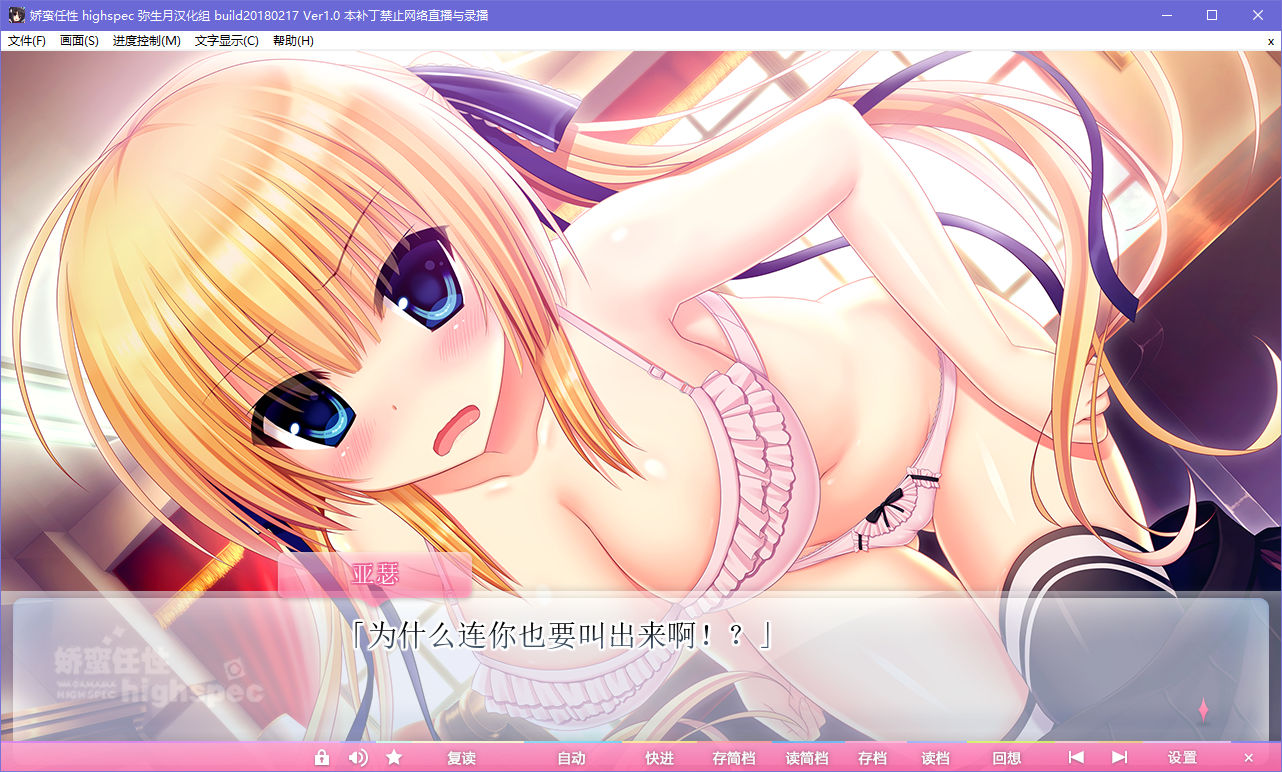 娇蛮任性 highspec 弥生月汉化组 build20180217 Ver1.0 本补丁禁止网络直播与录播
文件(F) 画面(S) 进度控制(M) 文字显示(C) 帮助(H) x
亚瑟
「为什么连你也要叫出来啊！？」
娇蛮任性
WAGAMAMA
HIGH SPEC highspec
复读 自动 快进 存简档 读简档 存档 读档 回想 设置 ×